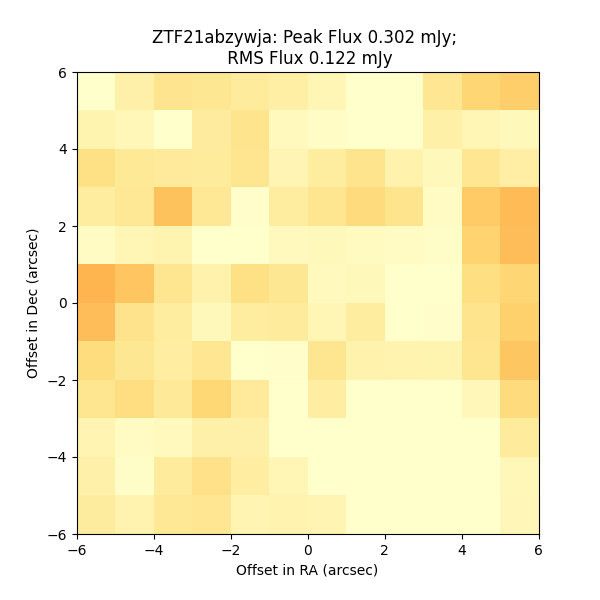 ZTF21abzywja: Peak Flux 0.302 mJy;
RMS Flux 0.122 mJy
6
4
2
0
−2
−4
−6
Offset in Dec (arcsec)
−6 −4 −2 0 2 4 6
Offset in RA (arcsec)